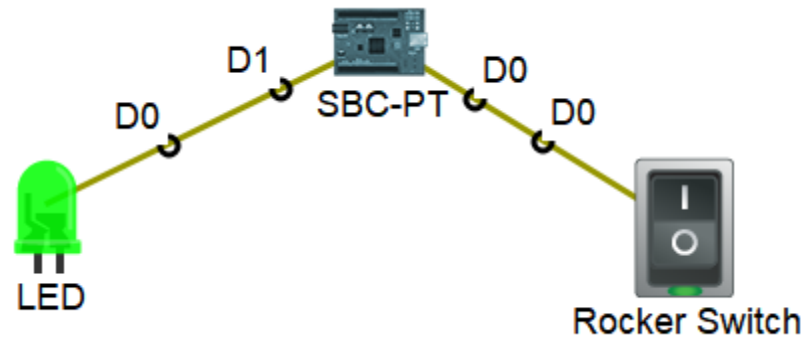 D1
D0
SBC-PT
D0
D0
LED
Rocker Switch